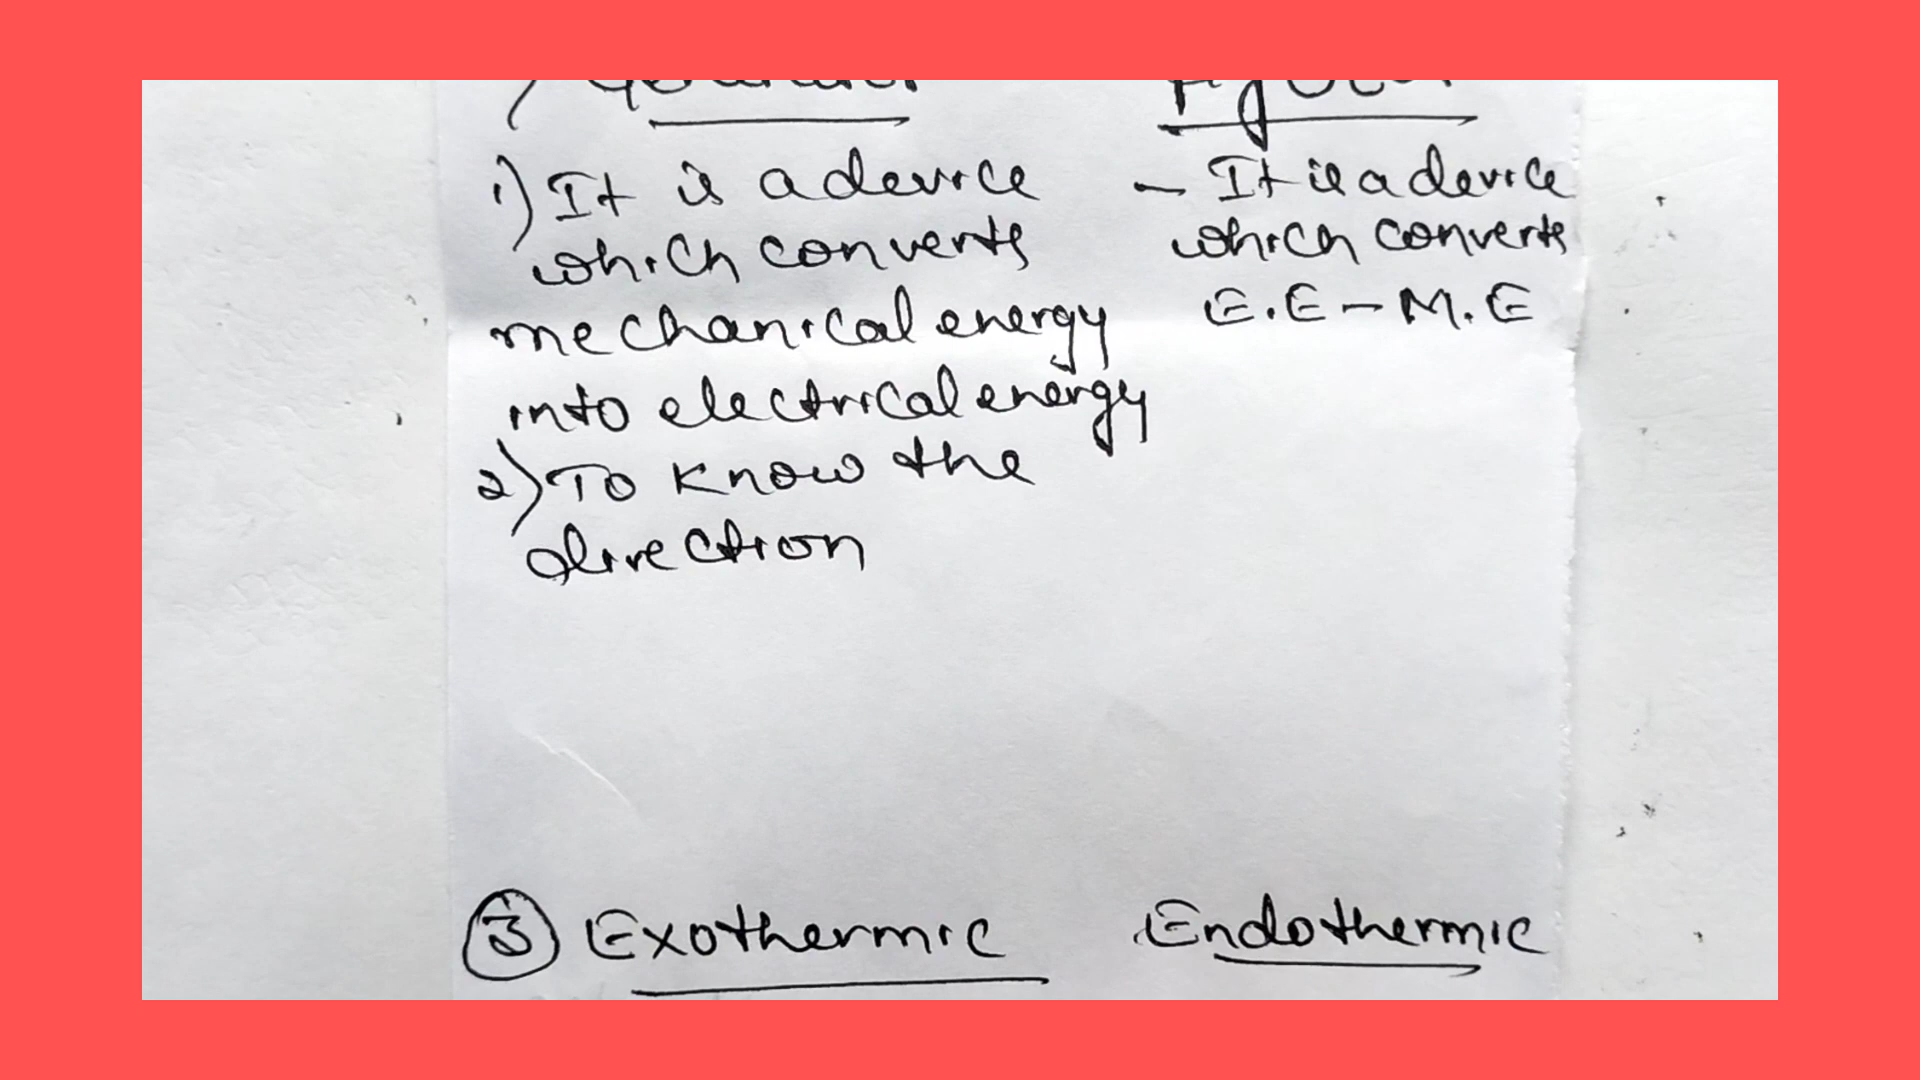 1) It is a device
which converts
mechanical energy
into electrical energy
2) To know the
direction
- It is a device
which converts
E.E - M.E
3 Exothermic Endothermic